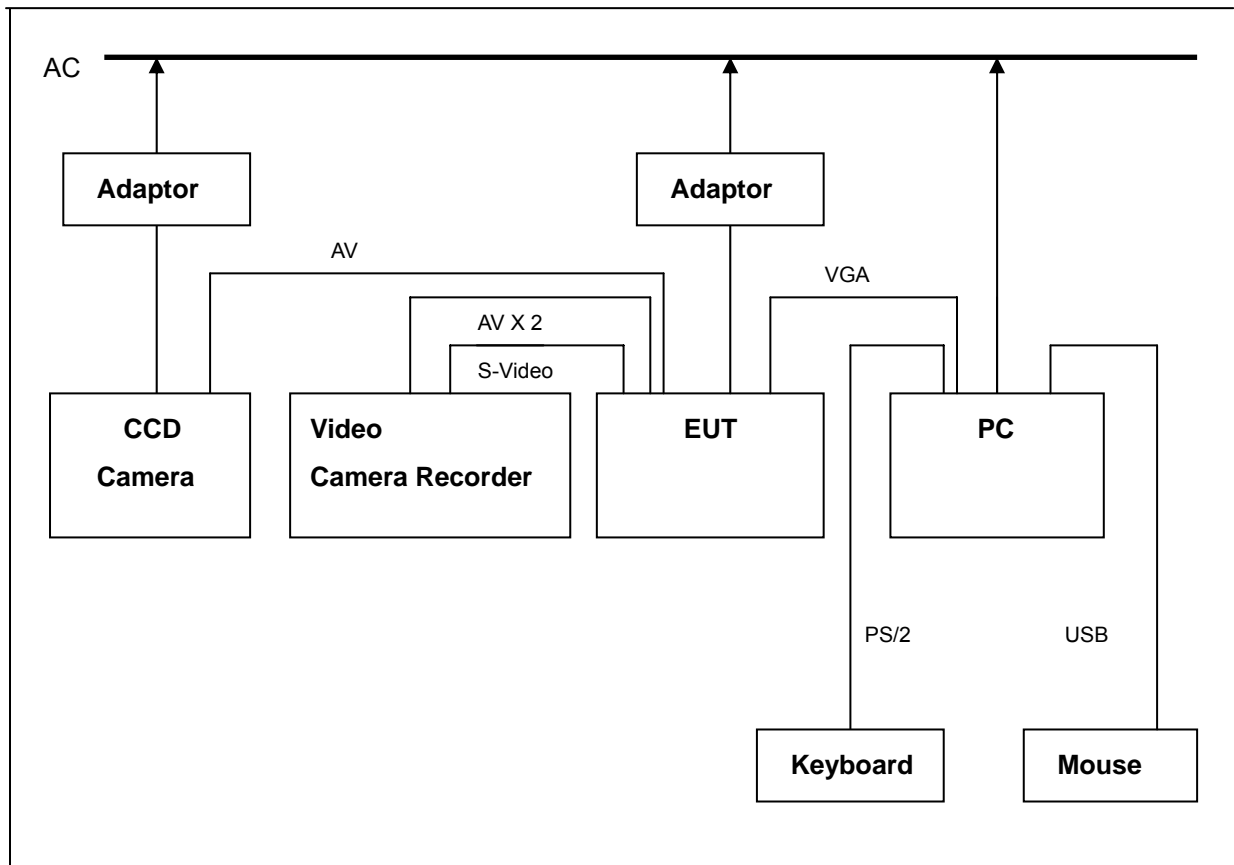 AC
Adaptor
Adaptor
AV
VGA
AV X 2
S-Video
CCD
Camera
Video
Camera Recorder
EUT
PC
PS/2
USB
Keyboard
Mouse